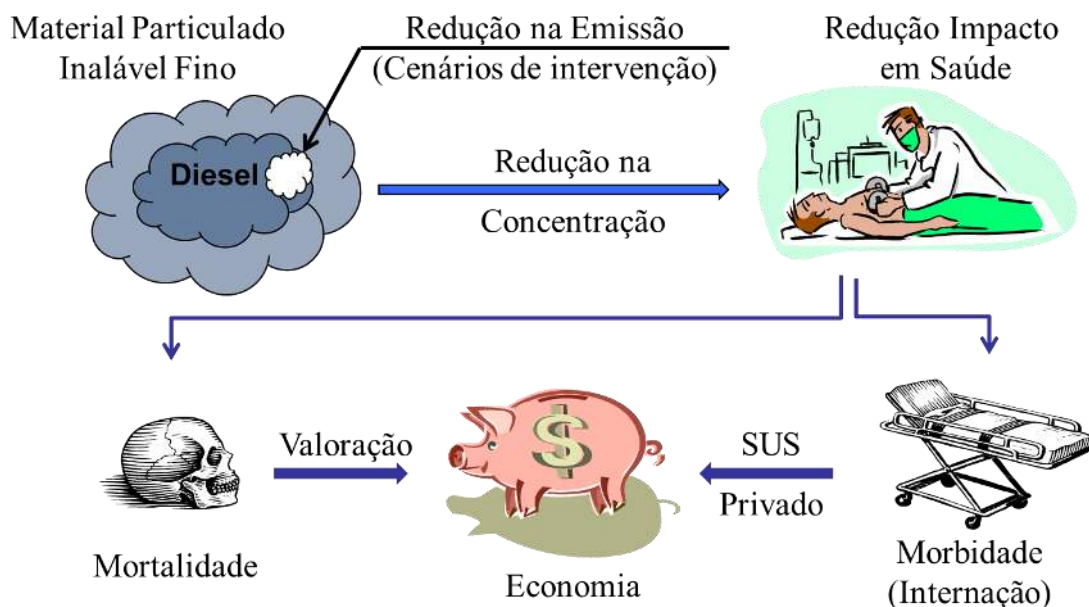 Material Particulado
Inalável Fino
Redução na Emissão
(Cenários de intervenção)
Redução Impacto
em Saúde
Diesel
Redução na
Concentração
Valoração
$
SUS
Privado
Mortalidade
Economia
Morbidade
(Internação)